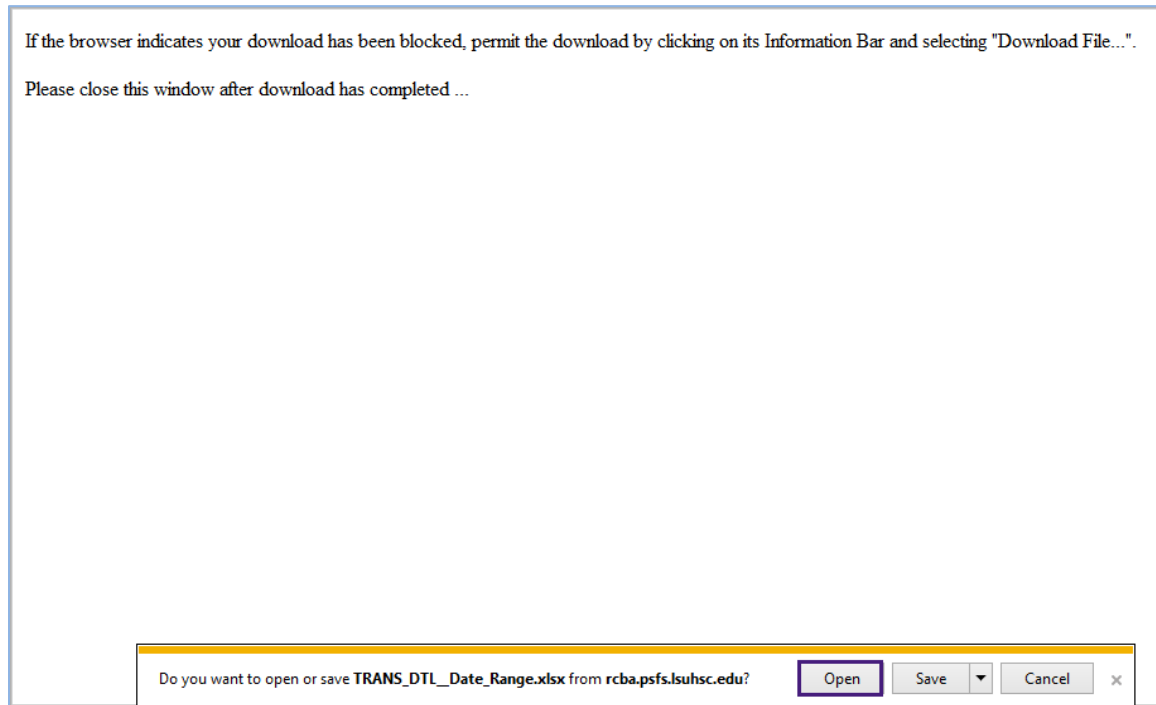 If the browser indicates your download has been blocked, permit the download by clicking on its Information Bar and selecting "Download File...".
Please close this window after download has completed ...
Do you want to open or save TRANS_DTL__Date_Range.xlsx from rcba.psfs.lsuhsc.edu? Open Save Cancel